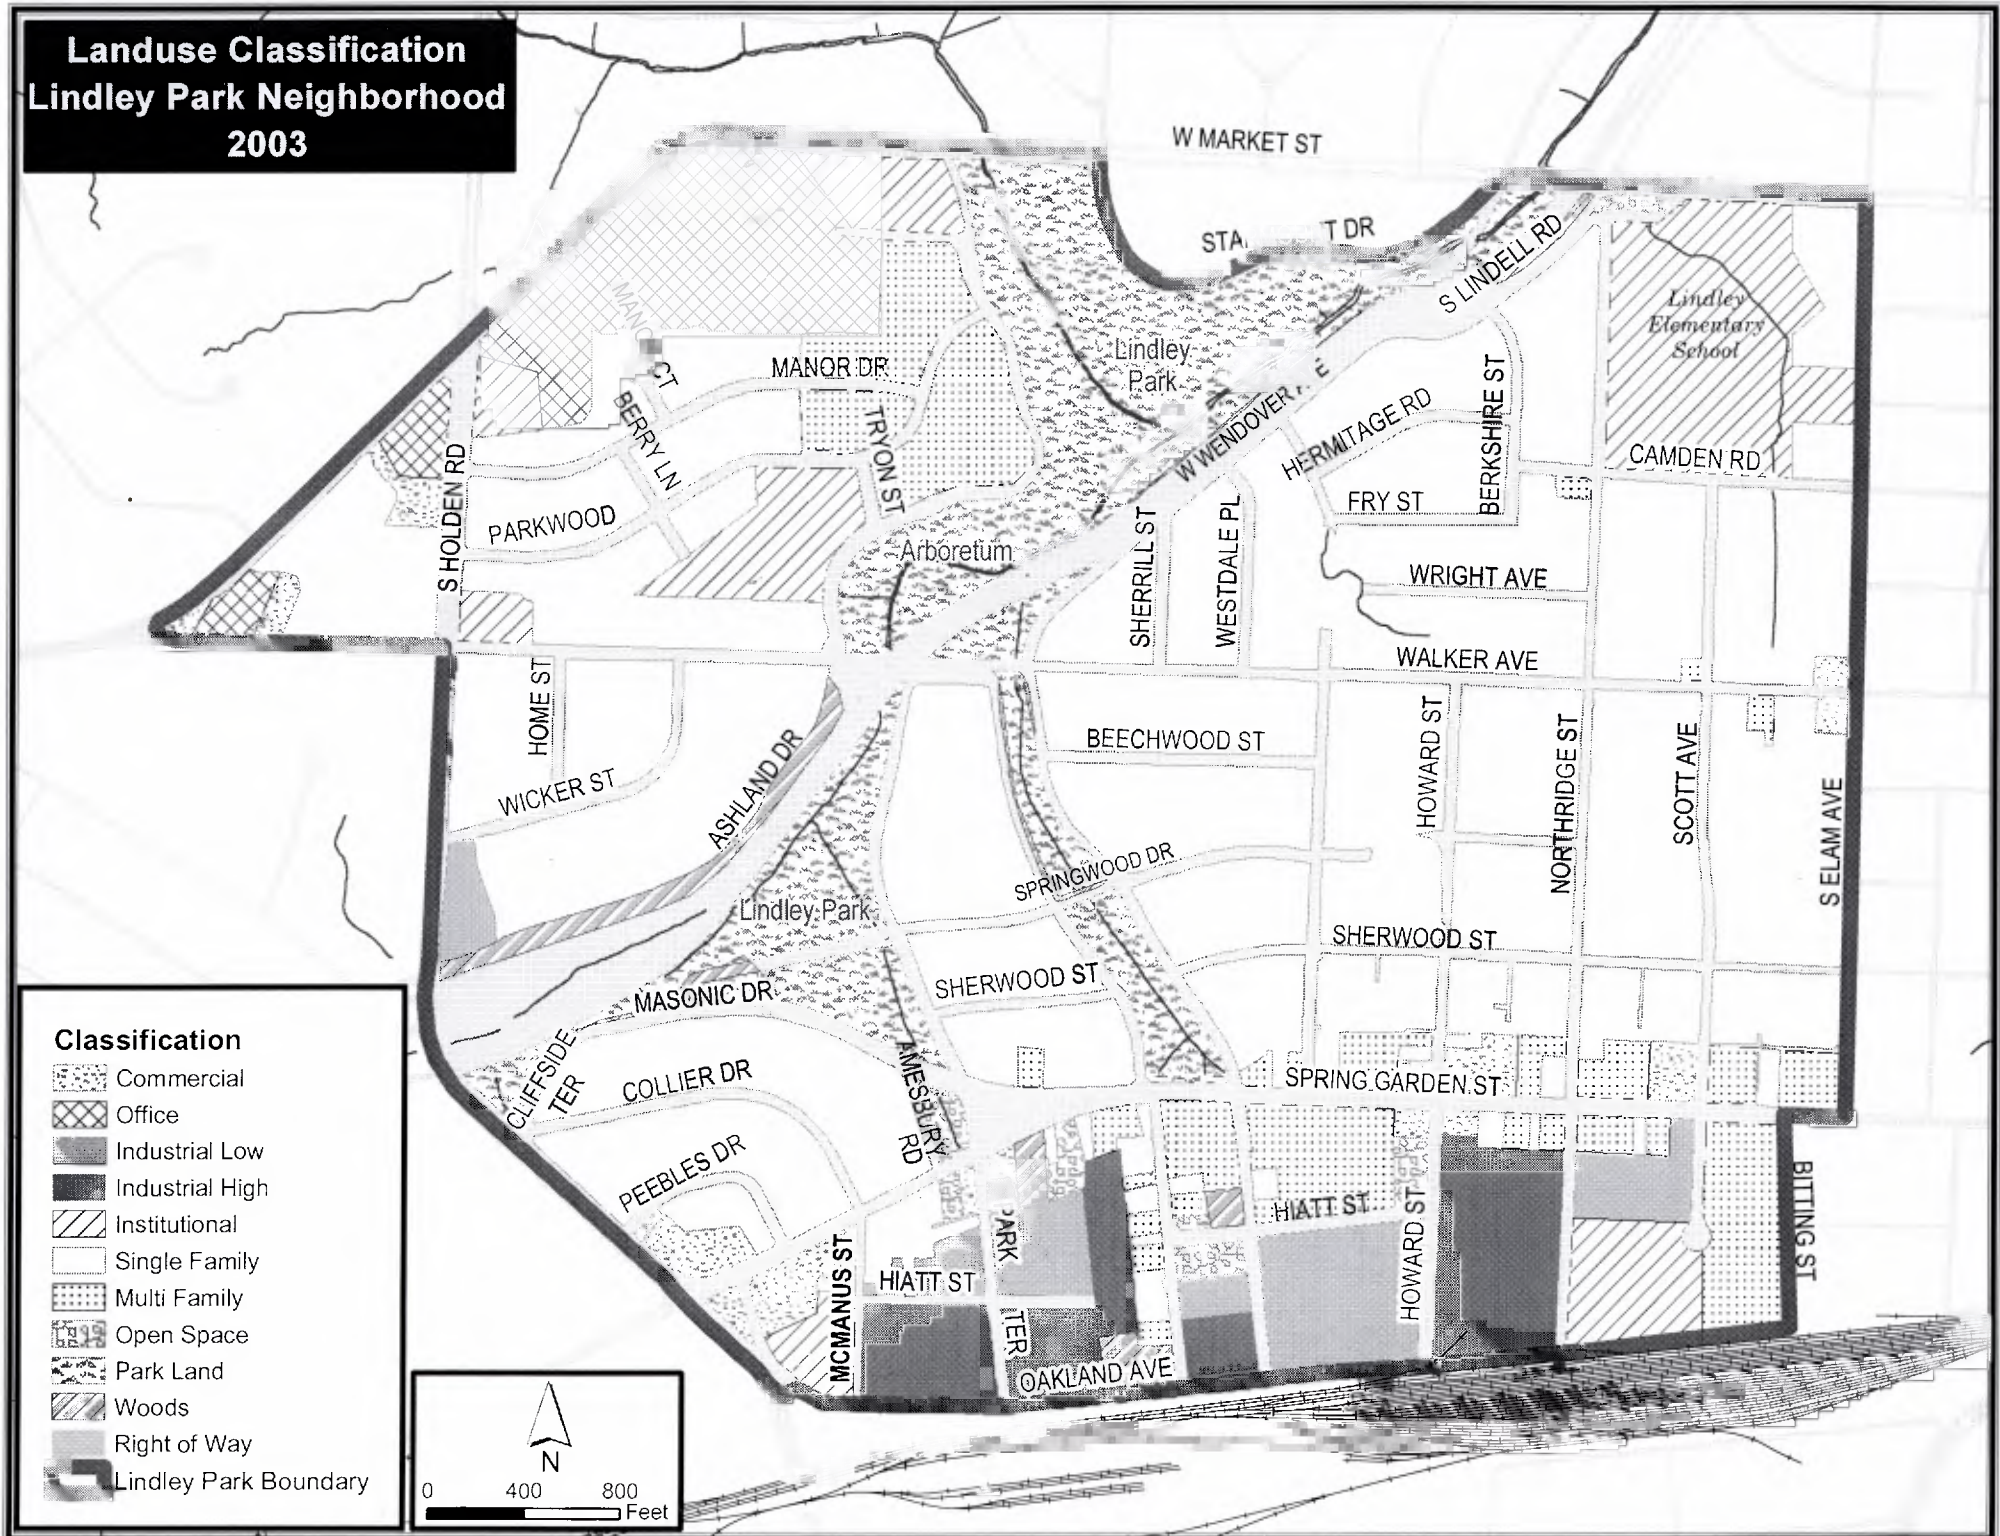 Landuse Classification
Lindley Park Neighborhood
2003
W MARKET ST
T DR
S LINDELL RD
Lindley
Elementary
School
MANOR DR
CT
BERRY LN
TRYON ST
Lindley
Park
W WENDOVER
HERMITAGE RD
BERKSHIRE ST
CAMDEN RD
S HOLDEN RD
PARKWOOD
FRY ST
Arboretum
SHERRILL ST
WESTDALE PL
WRIGHT AVE
WALKER AVE
HOME ST
WICKER ST
ASHLAND DR
BEECHWOOD ST
HOWARD ST
NORTHRIDGE ST
SCOTT AVE
S ELAM AVE
SPRINGWOOD DR
Lindley Park
SHERWOOD ST
SHERWOOD ST
MASONIC DR
CLIFFSIDE
TER
COLLIER DR
AMESBURY
RD
SPRING GARDEN ST
PEEBLES DR
BITTING ST
HIATT ST
HOWARD ST
PARK
TER
HIATT ST
MCMANUS ST
OAKLAND AVE
Classification
Commercial
Office
Industrial Low
Industrial High
Institutional
Single Family
Multi Family
Open Space
Park Land
Woods
Right of Way
Lindley Park Boundary
N
0 400 800
Feet